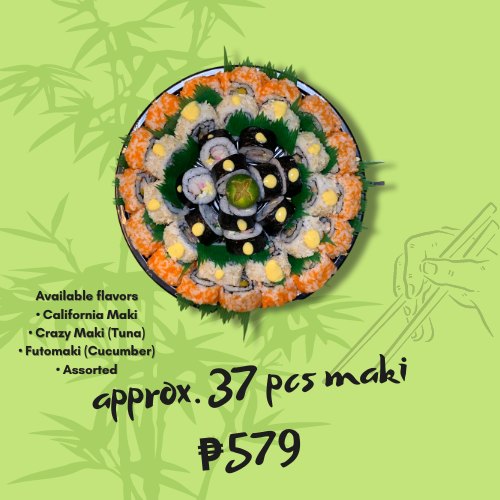 Available flavors
• California Maki
• Crazy Maki (Tuna)
• Futomaki (Cucumber)
• Assorted
approx. 37 pcs maki
₱579